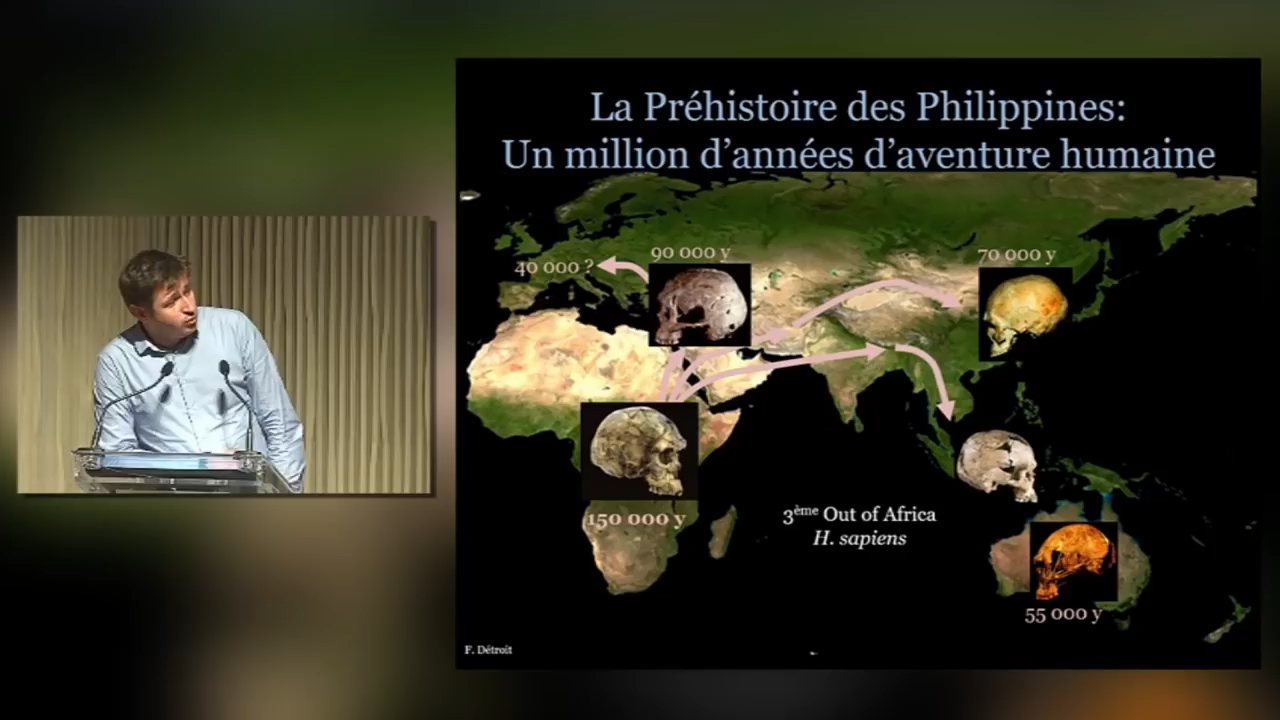 La Préhistoire des Philippines:
Un million d'années d'aventure humaine
90 000 y
70 000 y
40 000 ?
150 000 y
3ème Out of Africa
H. sapiens
55 000 y
F. Détroit